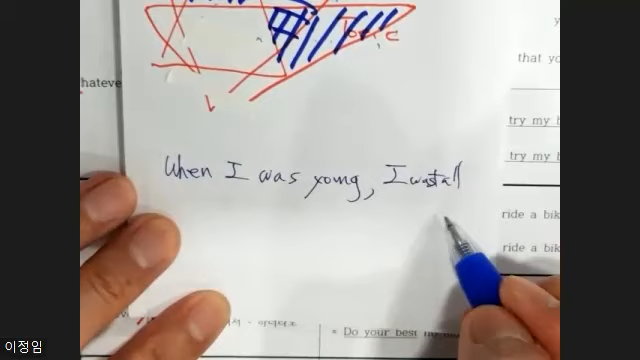 hateve
When I was young, I was tall
이정임
= Do your best
that yo
try my b
try my b
ride a bik
ride a bik